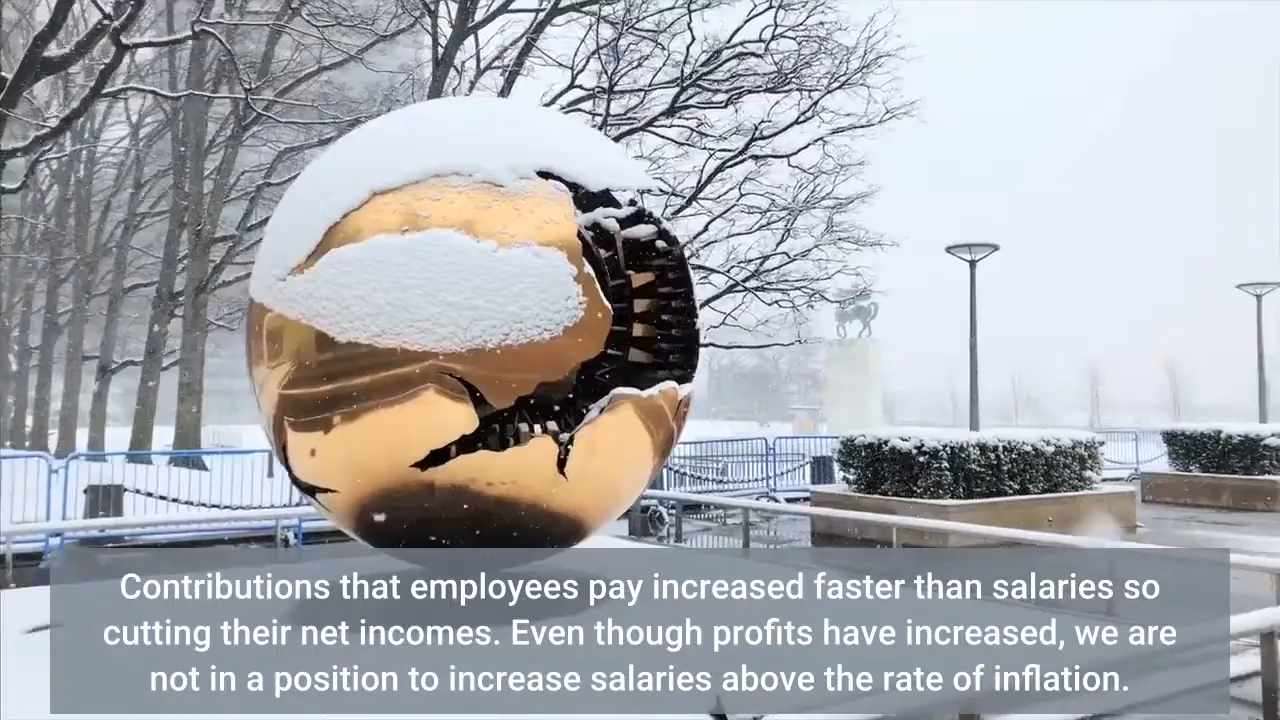 Contributions that employees pay increased faster than salaries so
cutting their net incomes. Even though profits have increased, we are
not in a position to increase salaries above the rate of inflation.